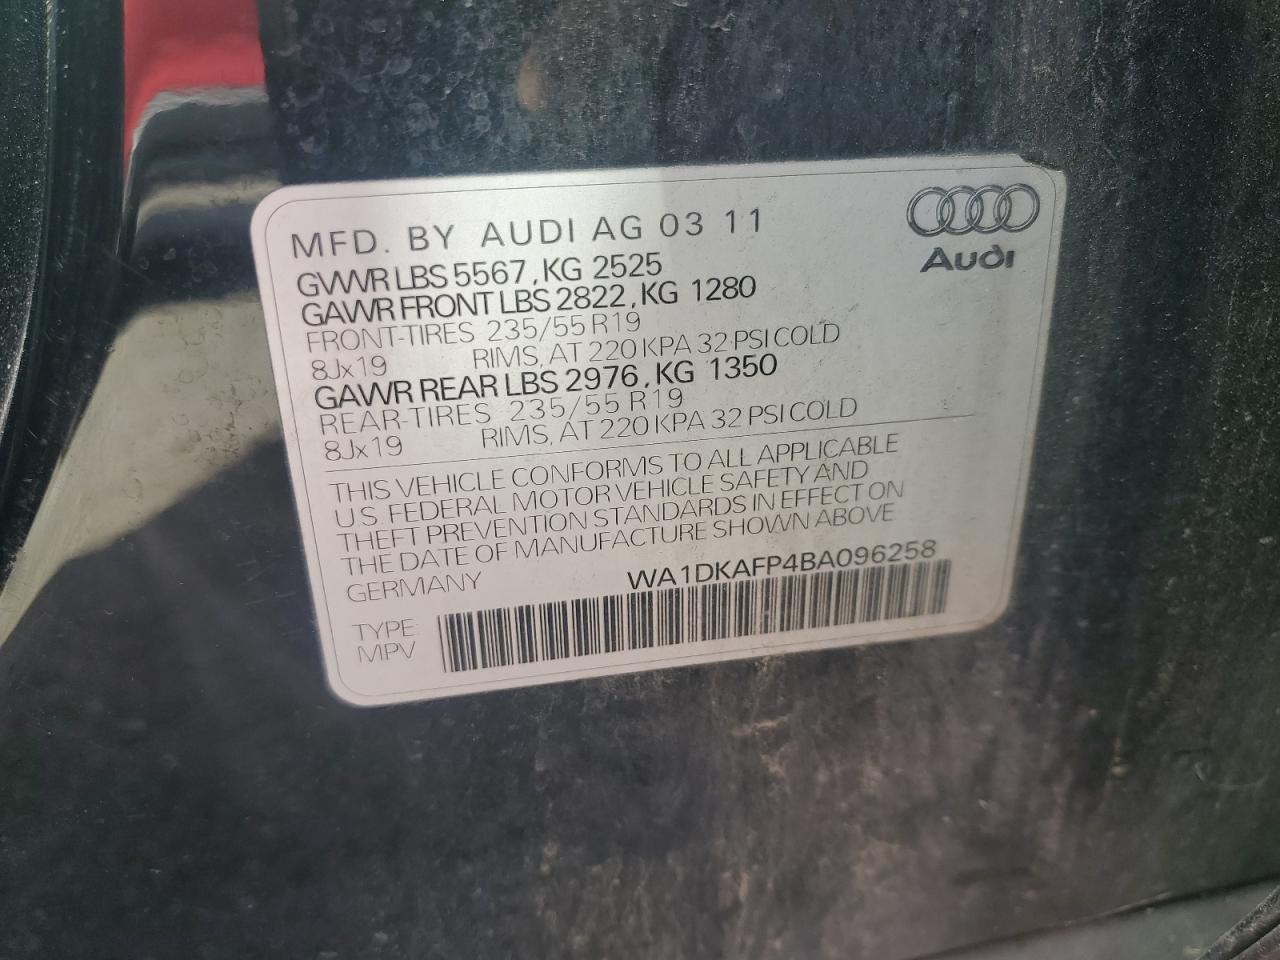 MFD. BY AUDI AG 03 11
Audi
GVWR LBS 5567, KG 2525
GAWR FRONT LBS 2822, KG 1280
FRONT-TIRES 235/55 R19
8Jx19 RIMS, AT 220 KPA 32 PSI COLD
GAWR REAR LBS 2976, KG 1350
REAR-TIRES 235/55 R19
8Jx19 RIMS, AT 220 KPA 32 PSI COLD
THIS VEHICLE CONFORMS TO ALL APPLICABLE
U.S. FEDERAL MOTOR VEHICLE SAFETY AND
THEFT PREVENTION STANDARDS IN EFFECT ON
THE DATE OF MANUFACTURE SHOWN ABOVE
GERMANY WA1DKAFP4BA096258
TYPE
MPV